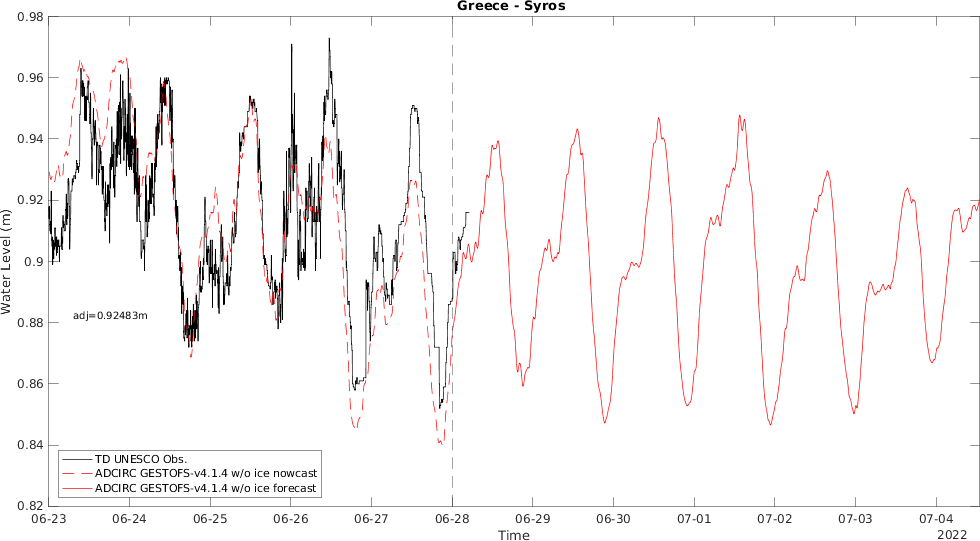 Greece - Syros
0.98
0.96
0.94
0.92
0.9
0.88
0.86
0.84
0.82
Water Level (m)
adj=0.92483m
TD UNESCO Obs.
ADCIRC GESTOFS-v4.1.4 w/o ice nowcast
ADCIRC GESTOFS-v4.1.4 w/o ice forecast
06-23 06-24 06-25 06-26 06-27 06-28 06-29 06-30 07-01 07-02 07-03 07-04
Time
2022